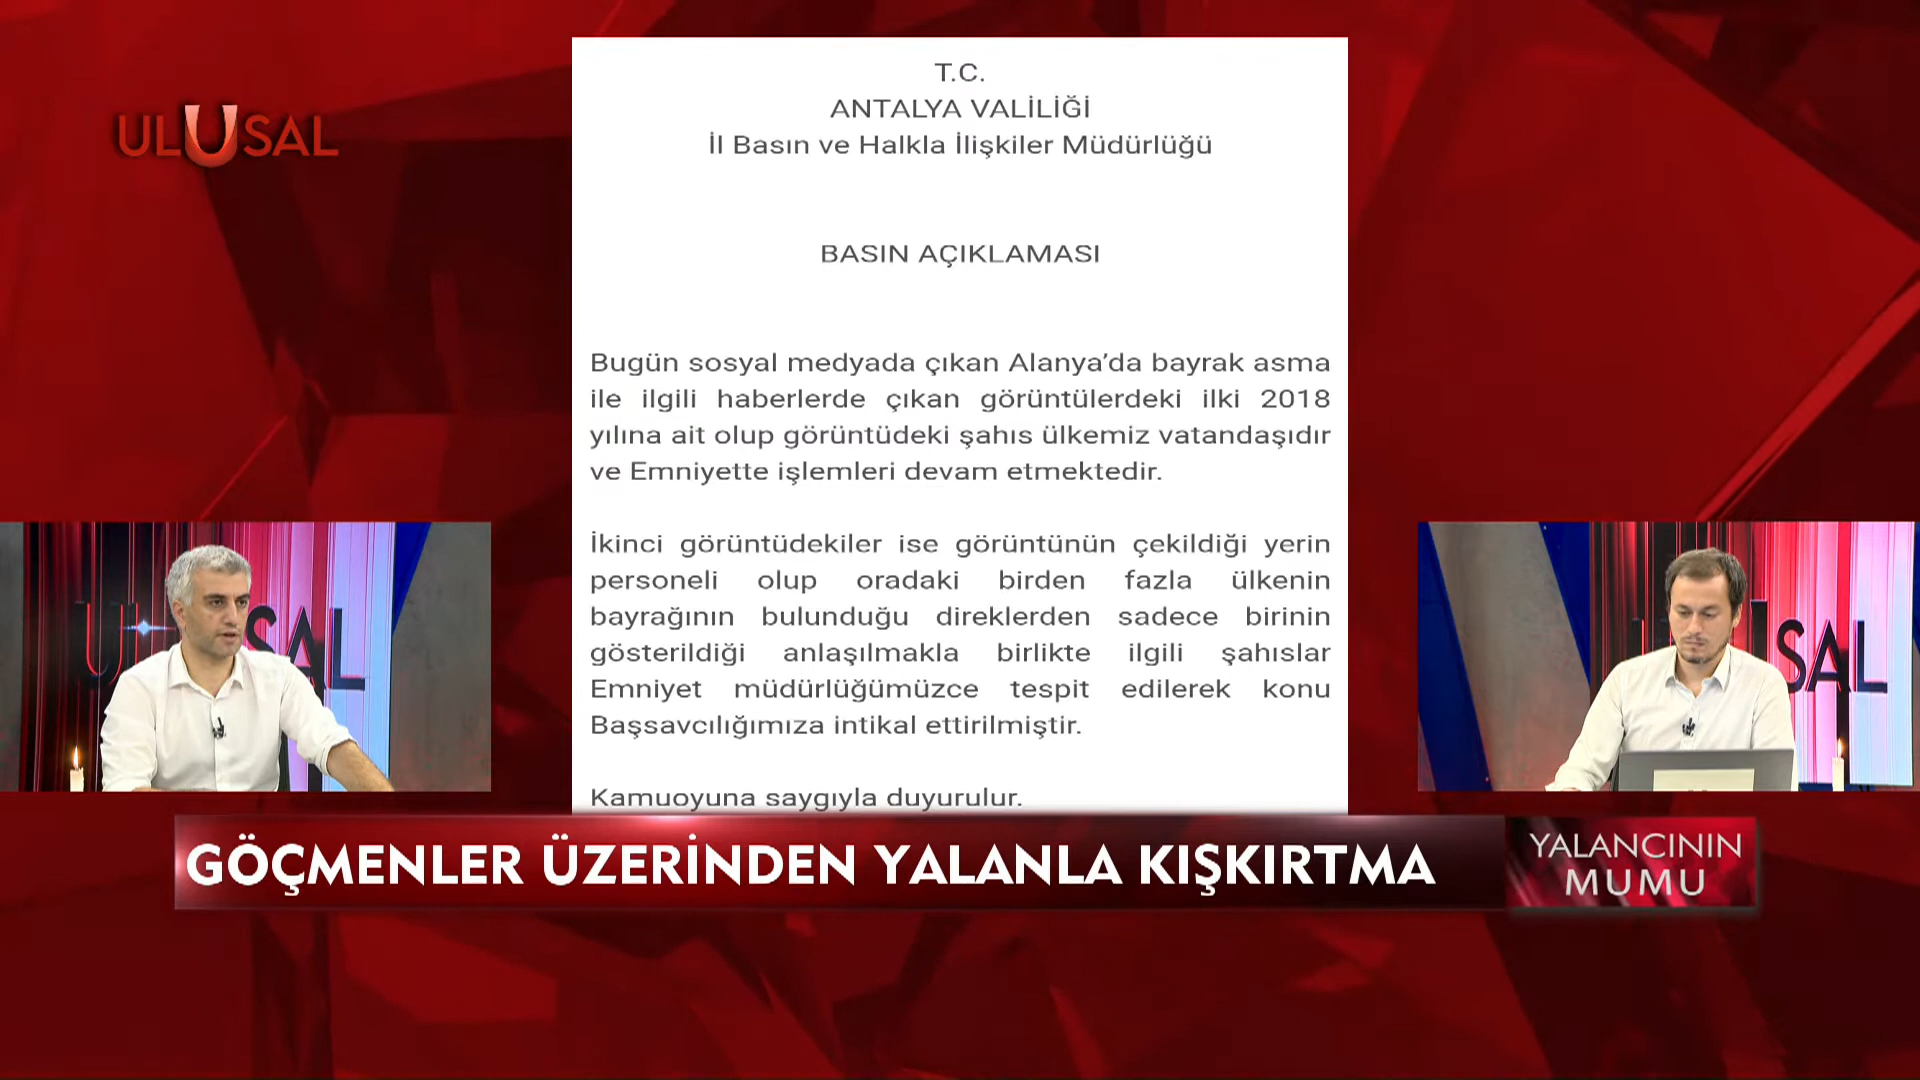 ULUSAL
T.C.
ANTALYA VALİLİĞİ
İl Basın ve Halkla İlişkiler Müdürlüğü
BASIN AÇIKLAMASI
Bugün sosyal medyada çıkan Alanya’da bayrak asma
ile ilgili haberlerde çıkan görüntülerdeki ilki 2018
yılına ait olup görüntüdeki şahıs ülkemiz vatandaşıdır
ve Emniyette işlemleri devam etmektedir.
İkinci görüntüdekiler ise görüntünün çekildiği yerin
personeli olup oradaki birden fazla ülkenin
bayrağının bulunduğu direklerden sadece birinin
gösterildiği anlaşılmakla birlikte ilgili şahıslar
Emniyet müdürlüğümüzce tespit edilerek konu
Başsavcılığımıza intikal ettirilmiştir.
Kamuoyuna saygıyla duyurulur.
U SAL
USAL
GÖÇMENLER ÜZERİNDEN YALANLA KIŞKIRTMA
YALANCININ
MUMU